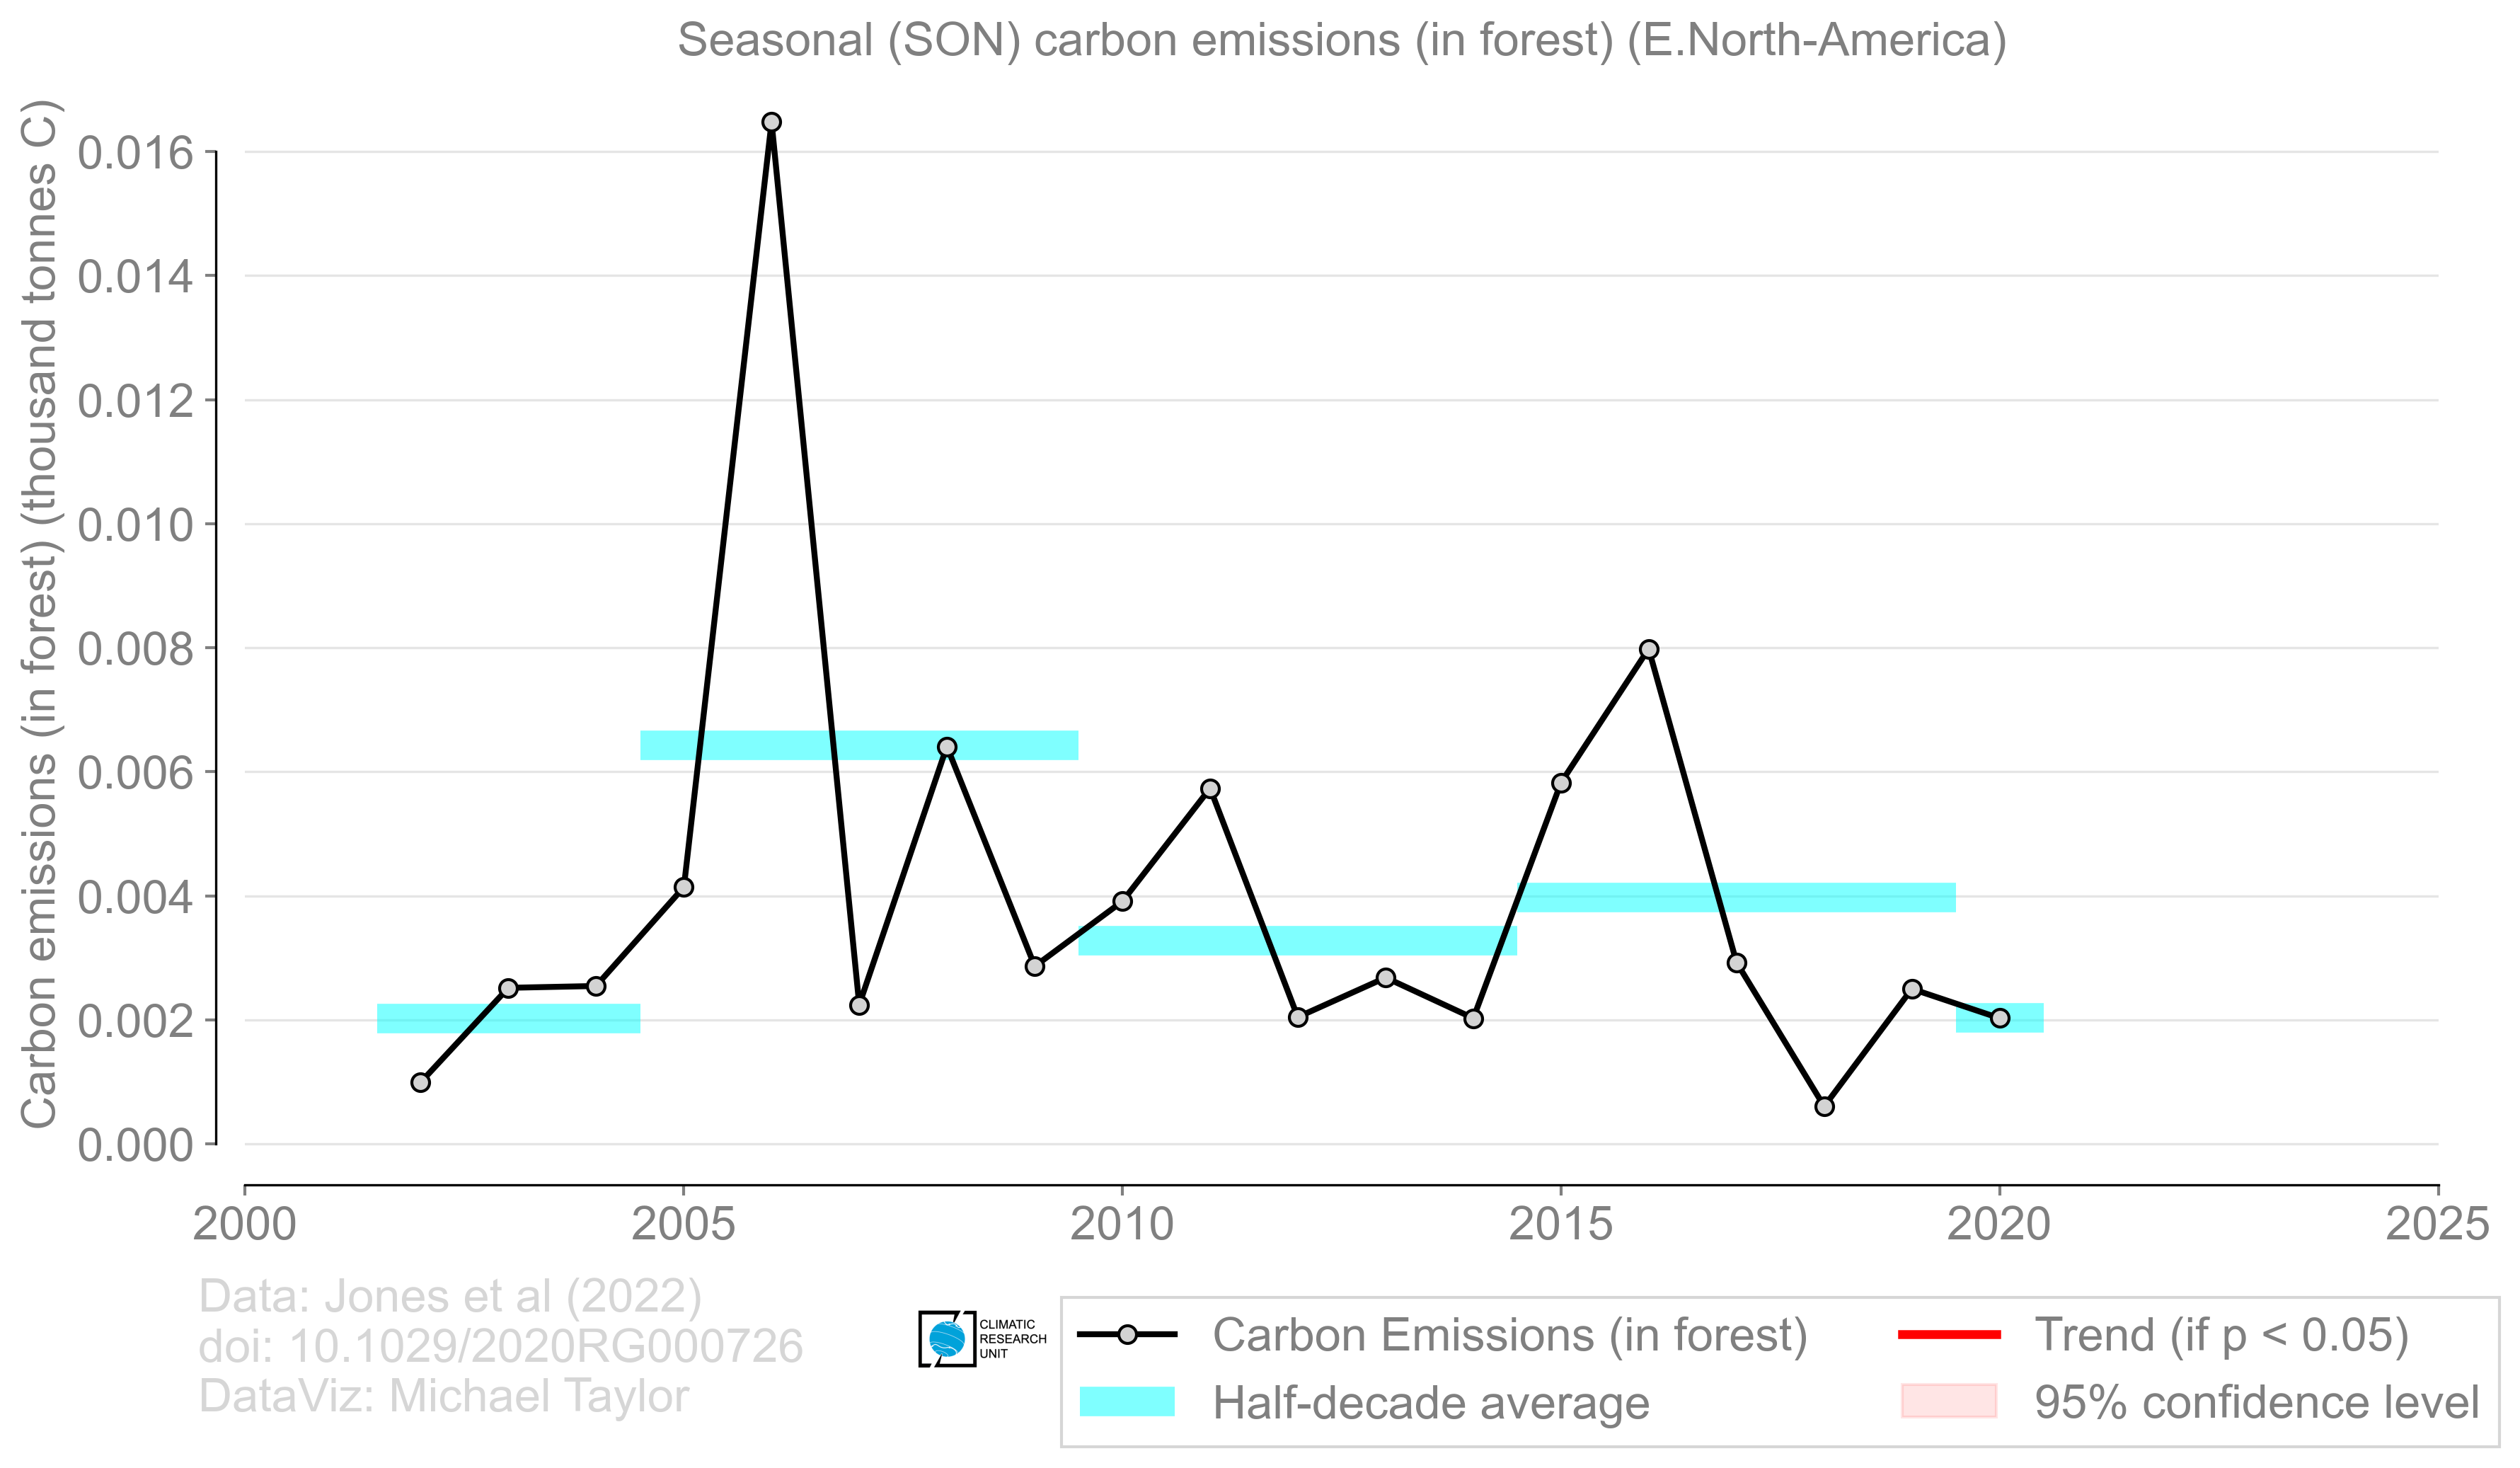 Seasonal (SON) carbon emissions (in forest) (E.North-America)
Carbon emissions (in forest) (thousand tonnes C)
0.016
0.014
0.012
0.010
0.008
0.006
0.004
0.002
0.000
2000
2005
2010
2015
2020
2025
Data: Jones et al (2022)
doi: 10.1029/2020RG000726
DataViz: Michael Taylor
CLIMATIC
RESEARCH
UNIT
Carbon Emissions (in forest)
Half-decade average
Trend (if p < 0.05)
95% confidence level